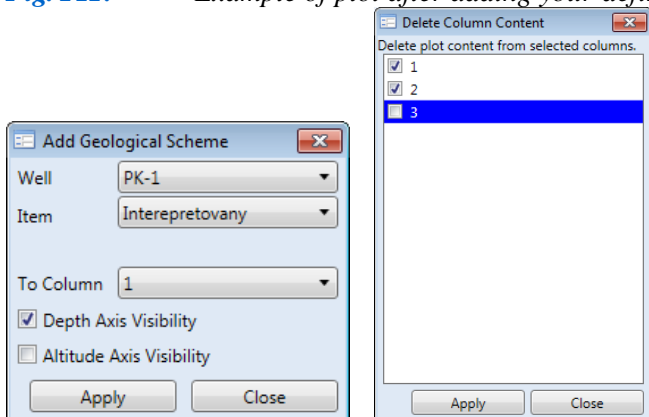 Example of plot after adding your
Delete Column Content
Delete plot content from selected columns.
1
2
3
Apply
Close
Add Geological Scheme
Well
PK-1
Item
Interepretovany
To Column
1
Depth Axis Visibility
Altitude Axis Visibility
Apply
Close